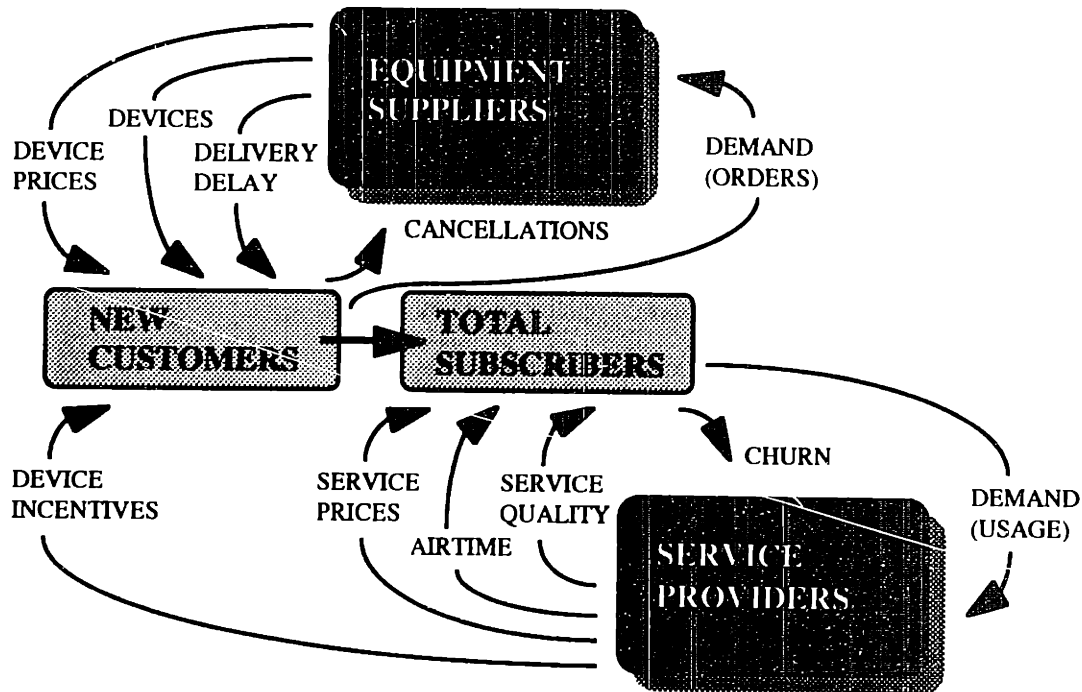 EQUIPMENT
SUPPLIERS
DEVICES
DEVICE
PRICES
DELIVERY
DELAY
DEMAND
(ORDERS)
CANCELLATIONS
NEW
CUSTOMERS
TOTAL
SUBSCRIBERS
CHURN
DEVICE
INCENTIVES
SERVICE
PRICES
AIRTIME
SERVICE
QUALITY
DEMAND
(USAGE)
SERVICE
PROVIDERS